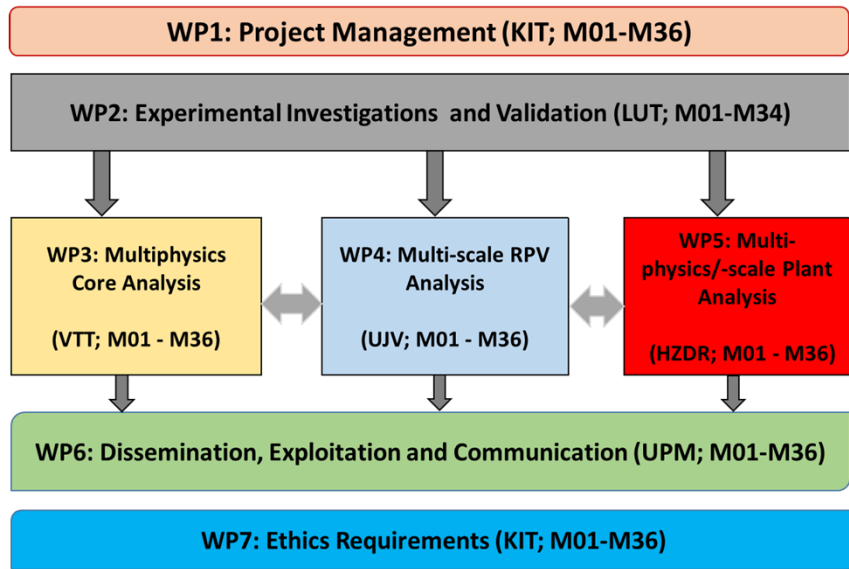 WP1: Project Management (KIT; M01-M36)
WP2: Experimental Investigations and Validation (LUT; M01-M34)
WP3: Multiphysics
Core Analysis
(VTT; M01 - M36)
WP4: Multi-scale RPV
Analysis
(UJV; M01 - M36)
WP5: Multi-
physics/-scale Plant
Analysis
(HZDR; M01 - M36)
WP6: Dissemination, Exploitation and Communication (UPM; M01-M36)
WP7: Ethics Requirements (KIT; M01-M36)